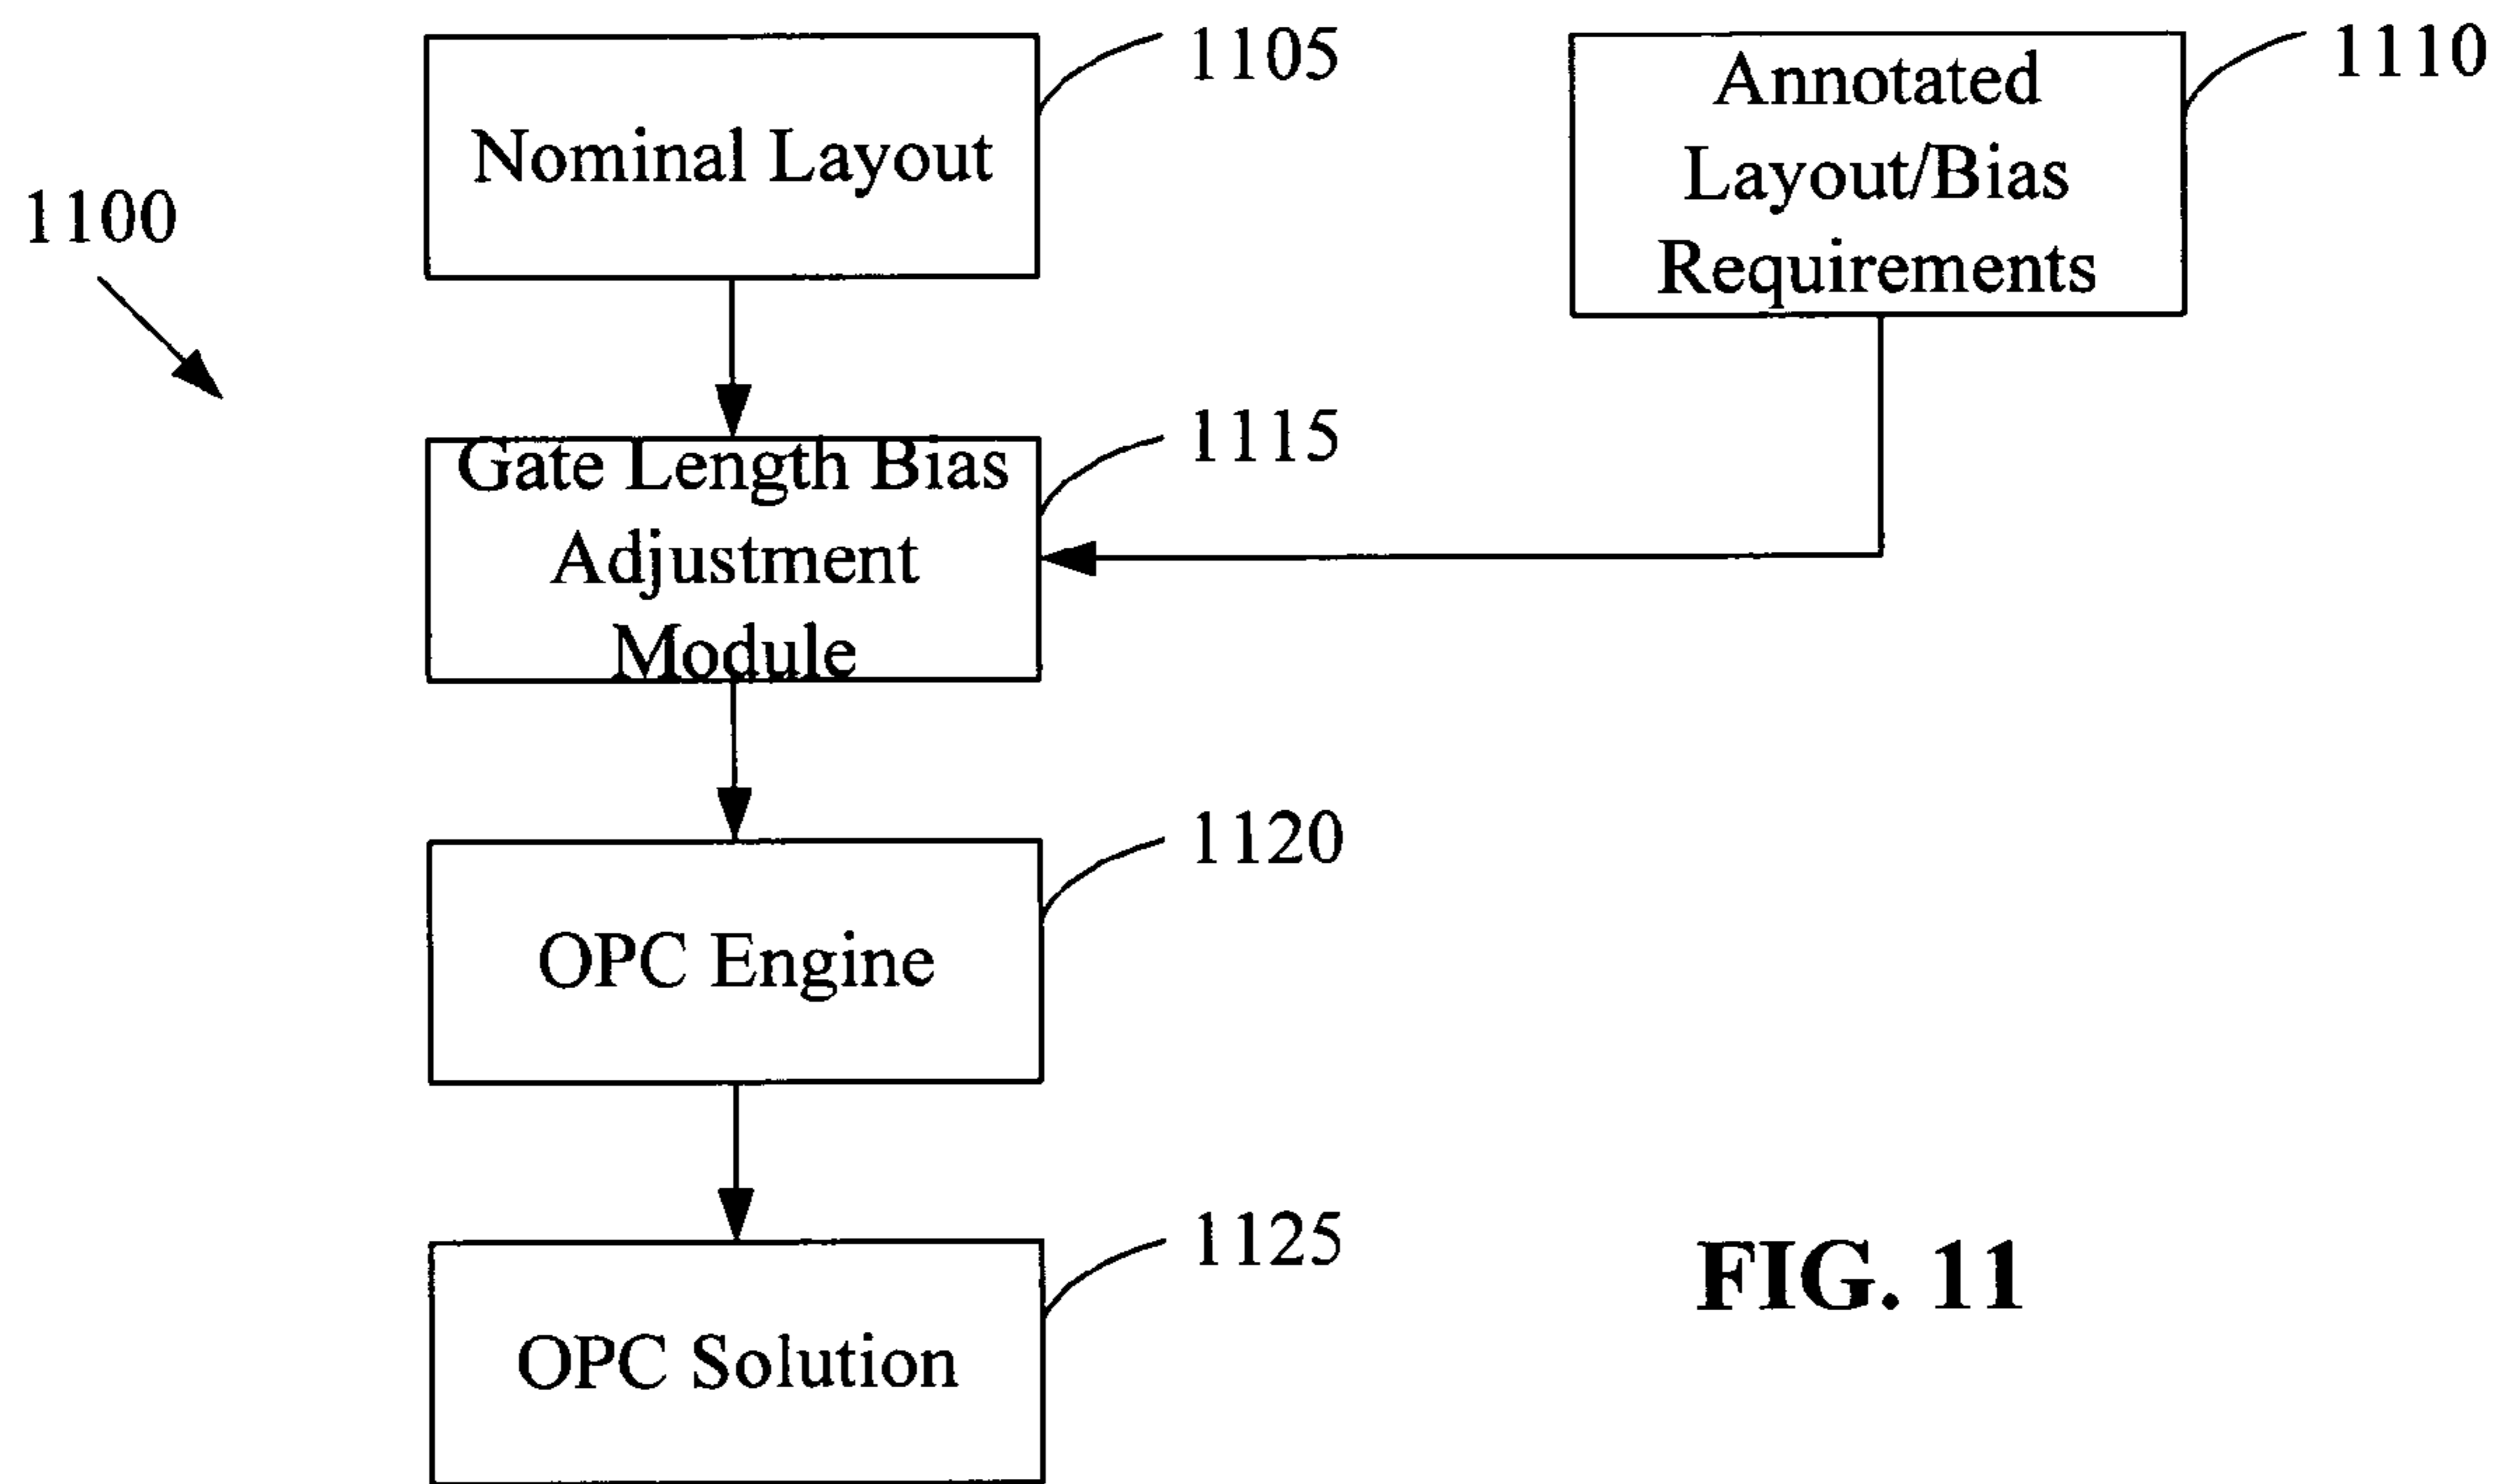 1105
Nominal Layout
1110
Annotated
Layout/Bias
Requirements
1100
1115
Gate Length Bias
Adjustment
Module
1120
OPC Engine
1125
OPC Solution
FIG. 11